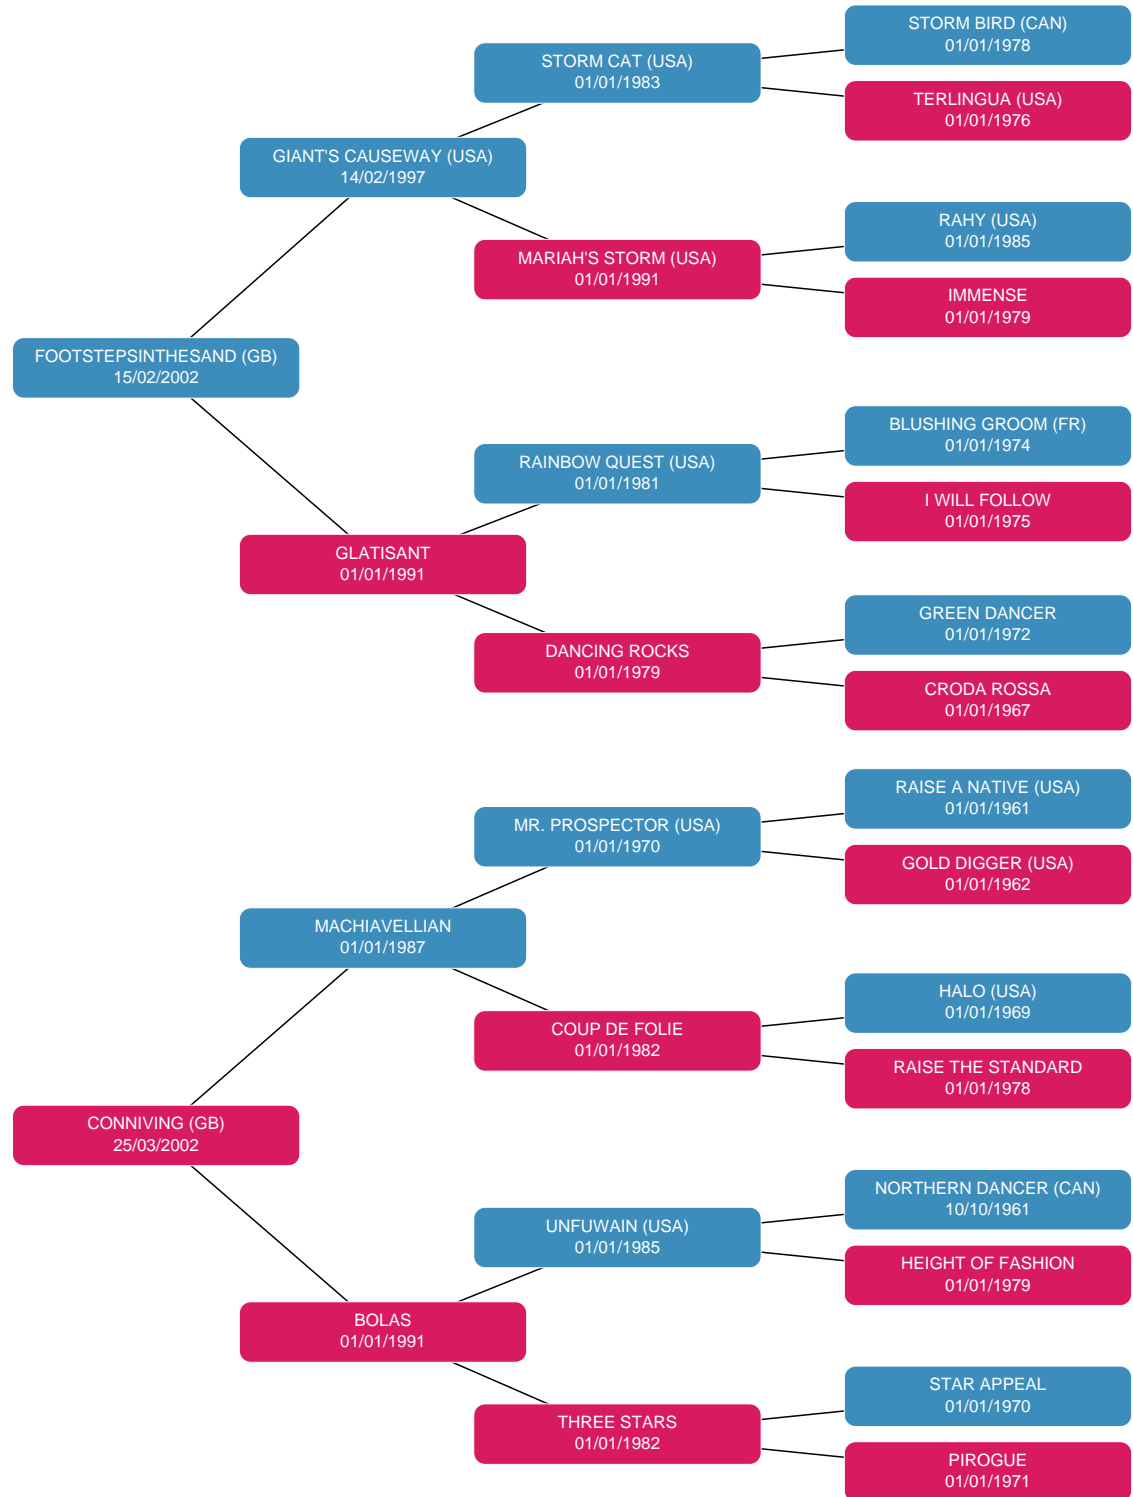 STORM BIRD (CAN)
01/01/1978
STORM CAT (USA)
01/01/1983
TERLINGUA (USA)
01/01/1976
GIANT'S CAUSEWAY (USA)
14/02/1997
RAHY (USA)
01/01/1985
MARIAH'S STORM (USA)
01/01/1991
IMMENSE
01/01/1979
FOOTSTEPSINTHESAND (GB)
15/02/2002
BLUSHING GROOM (FR)
01/01/1974
RAINBOW QUEST (USA)
01/01/1981
I WILL FOLLOW
01/01/1975
GLATISANT
01/01/1991
GREEN DANCER
01/01/1972
DANCING ROCKS
01/01/1979
CRODA ROSSA
01/01/1967
RAISE A NATIVE (USA)
01/01/1961
MR. PROSPECTOR (USA)
01/01/1970
GOLD DIGGER (USA)
01/01/1962
MACHIAVELLIAN
01/01/1987
HALO (USA)
01/01/1969
COUP DE FOLIE
01/01/1982
RAISE THE STANDARD
01/01/1978
CONNIVING (GB)
25/03/2002
NORTHERN DANCER (CAN)
10/10/1961
UNFUWAIN (USA)
01/01/1985
HEIGHT OF FASHION
01/01/1979
BOLAS
01/01/1991
STAR APPEAL
01/01/1970
THREE STARS
01/01/1982
PIROGUE
01/01/1971